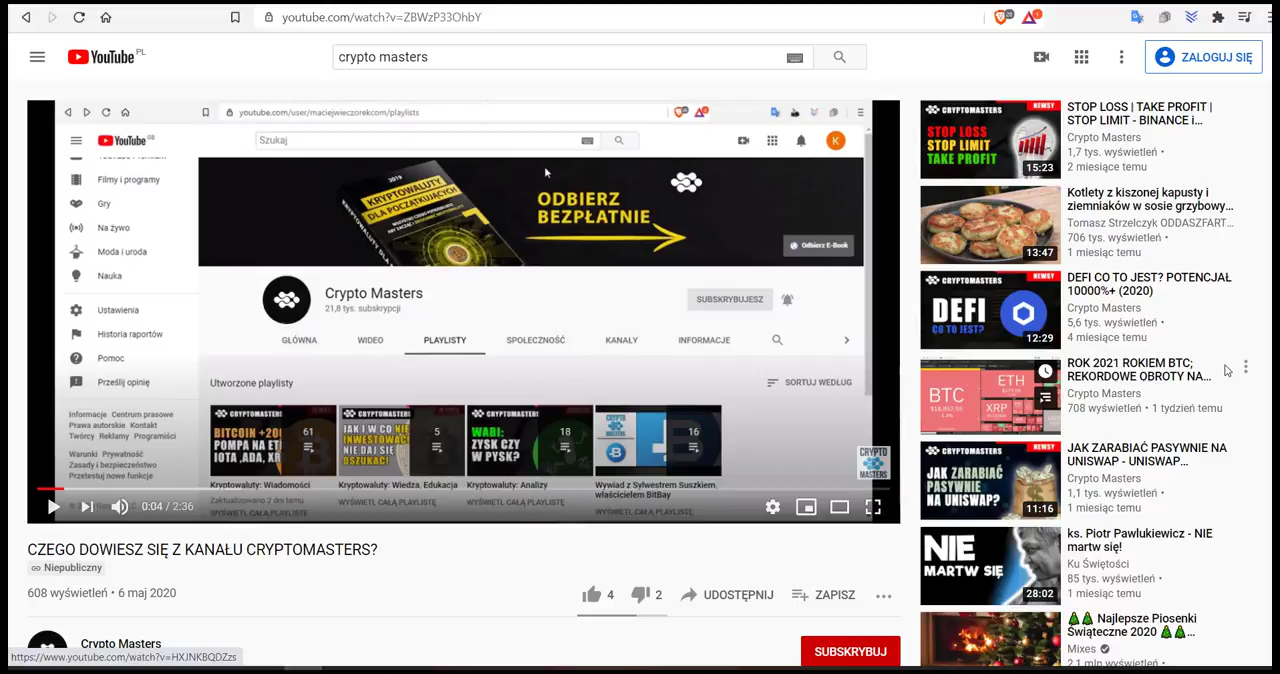 youtube.com/watch?v=ZBWzP33OhbY
YouTube PL
crypto masters
ZALOGUJ SIĘ
youtube.com/user/maciejwieczorekcom/playlists
YouTube GB
Szukaj
K
Filmy i programy
Gry
Na żywo
Moda i uroda
Nauka
Ustawienia
Historia raportów
Pomoc
Prześlij opinię
Informacje Centrum prasowe
Prawa autorskie Kontakt
Twórcy Reklamy Programiści
Warunki Prywatność
Zasady i bezpieczeństwo
Przetestuj nowe funkcje
2019
KRYPTOWALUTY
DLA POCZĄTKUJĄCYCH
ODBIERZ
BEZPŁATNIE
Odbierz E-Book
Crypto Masters
21,8 tys. subskrypcji
SUBSKRYBUJESZ
GŁÓWNA
WIDEO
PLAYLISTY
SPOŁECZNOŚĆ
KANAŁY
INFORMACJE
Utworzone playlisty
SORTUJ WEDŁUG
CRYPTOMASTERS
BITCOIN +20
POMPA NA ET
IOTA ,ADA, X
61
CRYPTOMASTERS
JAK I W CO NI
INWESTOWAĆ
NIE DAJ SIĘ
OSZUKAĆ!
5
CRYPTOMASTERS
WABI:
ZYSK CZY
W PYSK?
18
CRYPTO
MASTERS
16
Kryptowaluty: Wiadomości
Zaktualizowano 2 dni temu
WYŚWIETL CAŁĄ PLAYLISTĘ
Kryptowaluty: Wiedza, Edukacja
WYŚWIETL CAŁĄ PLAYLISTĘ
Kryptowaluty: Analizy
WYŚWIETL CAŁĄ PLAYLISTĘ
Wywiad z Sylwestrem Suszkiem,
właścicielem BitBay
WYŚWIETL CAŁĄ PLAYLISTĘ
CRYPTO
MASTERS
0:04 / 2:36
CZEGO DOWIESZ SIĘ Z KANAŁU CRYPTOMASTERS?
Niepubliczny
608 wyświetleń • 6 maj 2020
4
2
UDOSTĘPNIJ
ZAPISZ
Crypto Masters
SUBSKRYBUJ
https://www.youtube.com/watch?v=HXJNKBQDZzs
CRYPTOMASTERS NEWSY
STOP LOSS
STOP LIMIT
TAKE PROFIT
15:23
STOP LOSS | TAKE PROFIT |
STOP LIMIT - BINANCE i...
Crypto Masters
1,7 tys. wyświetleń •
2 miesiące temu
13:47
Kotlety z kiszonej kapusty i
ziemniaków w sosie grzybowy...
Tomasz Strzelczyk ODDASZFART...
706 tys. wyświetleń •
1 miesiąc temu
CRYPTOMASTERS NEWSY
DEFI
CO TO JEST?
12:29
DEFI CO TO JEST? POTENCJAŁ
10000%+ (2020)
Crypto Masters
5,6 tys. wyświetleń •
4 miesiące temu
BTC
ETH
XRP
ROK 2021 ROKIEM BTC;
REKORDOWE OBROTY NA...
Crypto Masters
708 wyświetleń • 1 tydzień temu
CRYPTOMASTERS NEWSY
JAK ZARABIAĆ
PASYWNIE
NA UNISWAP?
11:16
JAK ZARABIAĆ PASYWNIE NA
UNISWAP - UNISWAP...
Crypto Masters
1,1 tys. wyświetleń •
1 miesiąc temu
NIE
MARTW SIĘ
28:02
ks. Piotr Pawlukiewicz - NIE
martw się!
Ku Świętości
85 tys. wyświetleń •
1 miesiąc temu
Najlepsze Piosenki
Świąteczne 2020
Mixes
2,1 mln wyświetleń •